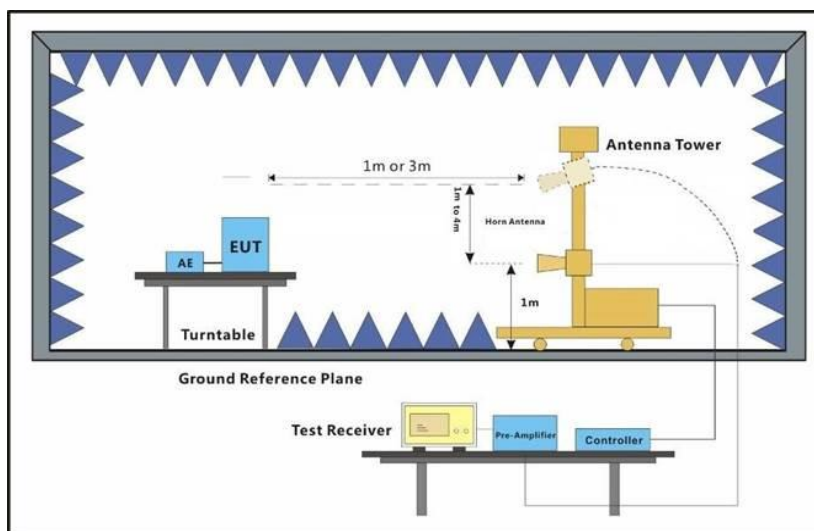 Antenna Tower
1m or 3m
1m to 4m
Horn Antenna
EUT
AE
1m
Turntable
Ground Reference Plane
Test Receiver
Pre-Amplifier
Controller